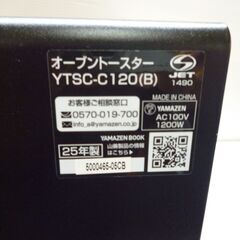 オーブントースター
YTSC-C120(B)
JET
1490
お客様ご相談窓口
0570-019-700
e-info@yamazen.co.jp
MADE IN CHINA
YAMAZEN
AC100V
1200W
YAMAZEN BOOK
25年製
山善製品の情報
はこちら▶
5000465-05CB